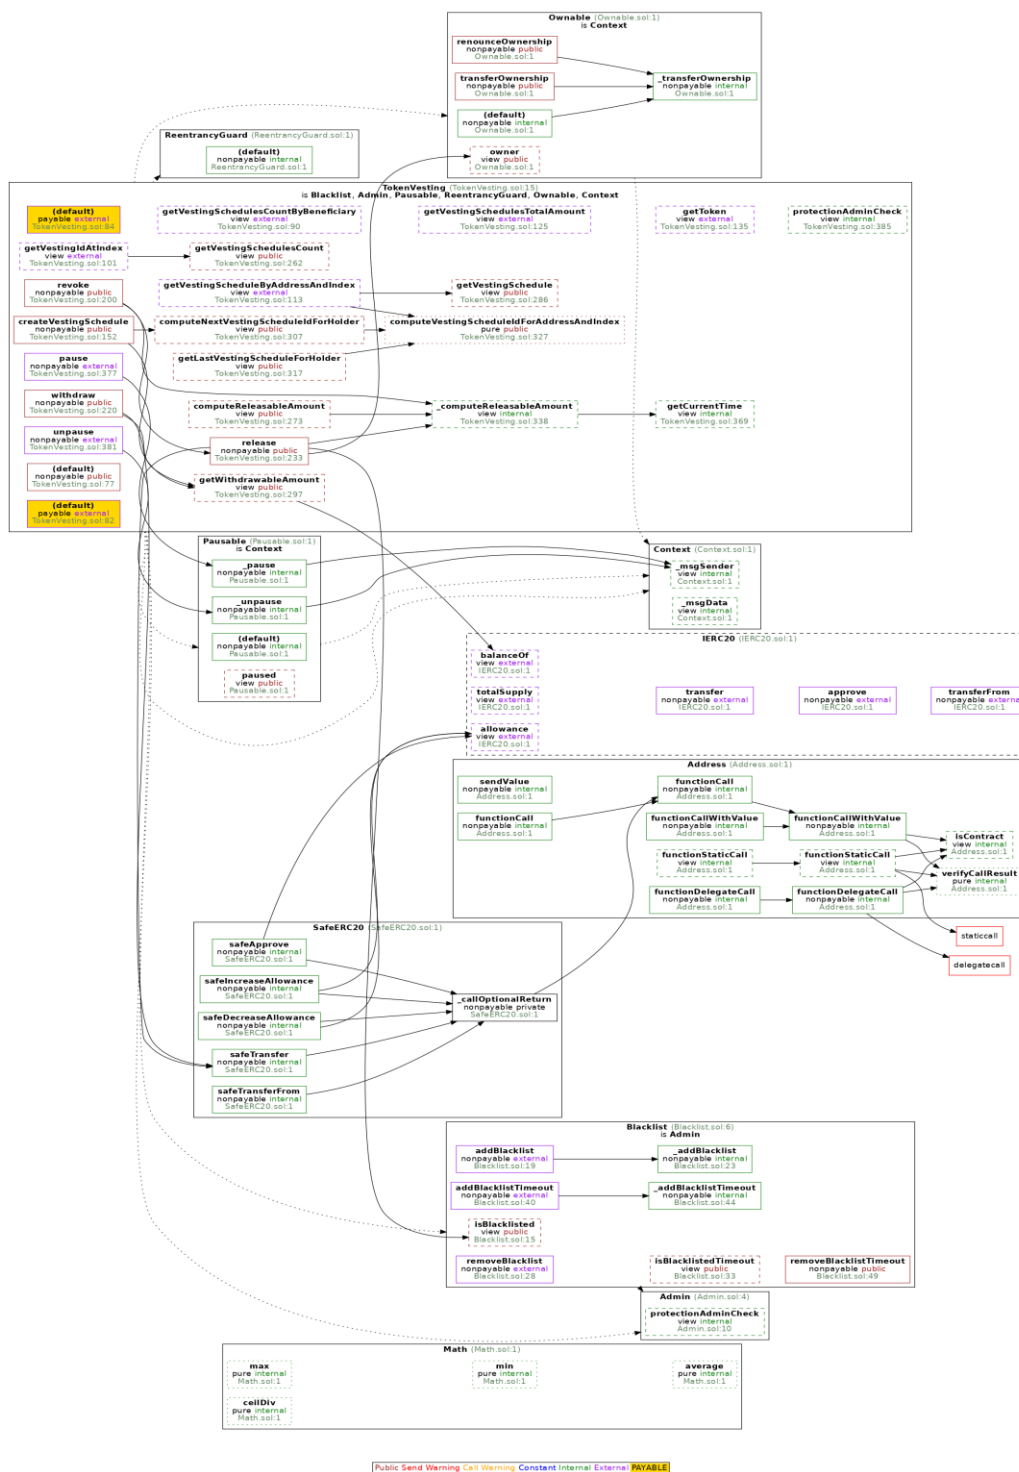 Ownable (Ownable.sol:1)
is Context
renounceOwnership
nonpayable public
Ownable.sol:1
transferOwnership
nonpayable public
Ownable.sol:1
_transferOwnership
nonpayable internal
Ownable.sol:1
(default)
nonpayable internal
Ownable.sol:1
owner
view public
Ownable.sol:1
ReentrancyGuard (ReentrancyGuard.sol:1)
(default)
nonpayable internal
ReentrancyGuard.sol:1
TokenVesting (TokenVesting.sol:15)
is Blacklist, Admin, Pausable, ReentrancyGuard, Ownable, Context
(default)
payable external
TokenVesting.sol:84
getVestingSchedulesCountByBeneficiary
view external
TokenVesting.sol:90
getVestingSchedulesTotalAmount
view external
TokenVesting.sol:125
getToken
view external
TokenVesting.sol:135
protectionAdminCheck
view internal
TokenVesting.sol:385
getVestingIdAtIndex
view external
TokenVesting.sol:101
getVestingSchedulesCount
view public
TokenVesting.sol:262
revoke
nonpayable public
TokenVesting.sol:200
getVestingScheduleByAddressAndIndex
view external
TokenVesting.sol:113
getVestingSchedule
view public
TokenVesting.sol:286
createVestingSchedule
nonpayable public
TokenVesting.sol:152
computeNextVestingScheduleIdForHolder
view public
TokenVesting.sol:307
computeVestingScheduleIdForAddressAndIndex
pure public
TokenVesting.sol:327
pause
nonpayable external
TokenVesting.sol:377
getLastVestingScheduleForHolder
view public
TokenVesting.sol:317
withdraw
nonpayable public
TokenVesting.sol:220
computeReleasableAmount
view public
TokenVesting.sol:273
_computeReleasableAmount
view internal
TokenVesting.sol:338
getCurrentTime
view internal
TokenVesting.sol:369
unpause
nonpayable external
TokenVesting.sol:381
release
nonpayable public
TokenVesting.sol:233
(default)
nonpayable public
TokenVesting.sol:77
getWithdrawableAmount
view public
TokenVesting.sol:297
(default)
payable external
TokenVesting.sol:82
Pausable (Pausable.sol:1)
is Context
_pause
nonpayable internal
Pausable.sol:1
_unpause
nonpayable internal
Pausable.sol:1
(default)
nonpayable internal
Pausable.sol:1
paused
view public
Pausable.sol:1
Context (Context.sol:1)
_msgSender
view internal
Context.sol:1
_msgData
view internal
Context.sol:1
IERC20 (IERC20.sol:1)
balanceOf
view external
IERC20.sol:1
totalSupply
view external
IERC20.sol:1
transfer
nonpayable external
IERC20.sol:1
approve
nonpayable external
IERC20.sol:1
transferFrom
nonpayable externa
IERC20.sol:1
allowance
view external
IERC20.sol:1
Address (Address.sol:1)
sendValue
nonpayable internal
Address.sol:1
functionCall
nonpayable internal
Address.sol:1
functionCall
nonpayable internal
Address.sol:1
functionCallWithValue
nonpayable internal
Address.sol:1
functionCallWithValue
nonpayable internal
Address.sol:1
isContract
view internal
Address.sol:1
functionStaticCall
view internal
Address.sol:1
functionStaticCall
view internal
Address.sol:1
verifyCallResult
pure internal
Address.sol:1
functionDelegateCall
nonpayable internal
Address.sol:1
functionDelegateCall
nonpayable internal
Address.sol:1
staticcall
delegatecall
SafeERC20 (SafeERC20.sol:1)
safeApprove
nonpayable internal
SafeERC20.sol:1
safeIncreaseAllowance
nonpayable internal
SafeERC20.sol:1
_callOptionalReturn
nonpayable private
SafeERC20.sol:1
safeDecreaseAllowance
nonpayable internal
SafeERC20.sol:1
safeTransfer
nonpayable internal
SafeERC20.sol:1
safeTransferFrom
nonpayable internal
SafeERC20.sol:1
Blacklist (Blacklist.sol:6)
is Admin
addBlacklist
nonpayable external
Blacklist.sol:19
_addBlacklist
nonpayable internal
Blacklist.sol:23
addBlacklistTimeout
nonpayable external
Blacklist.sol:40
_addBlacklistTimeout
nonpayable internal
Blacklist.sol:44
isBlacklisted
view public
Blacklist.sol:15
removeBlacklist
nonpayable external
Blacklist.sol:28
isBlacklistedTimeout
view public
Blacklist.sol:33
removeBlacklistTimeout
nonpayable public
Blacklist.sol:49
Admin (Admin.sol:4)
protectionAdminCheck
view internal
Admin.sol:10
Math (Math.sol:1)
max
pure internal
Math.sol:1
min
pure internal
Math.sol:1
average
pure internal
Math.sol:1
ceilDiv
pure internal
Math.sol:1
Public Send Warning Call Warning Constant Internal External PAYABLE